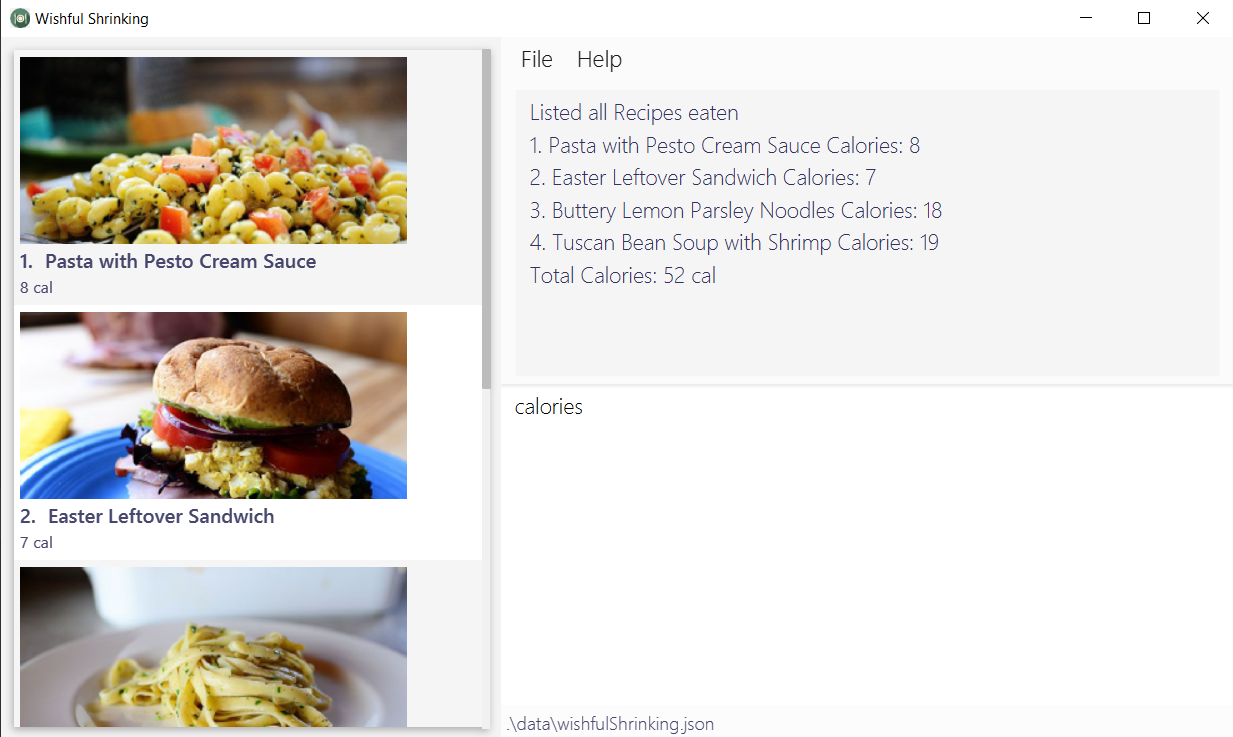 Wishful Shrinking
1. Pasta with Pesto Cream Sauce
8 cal
2. Easter Leftover Sandwich
7 cal
File Help
Listed all Recipes eaten
1. Pasta with Pesto Cream Sauce Calories: 8
2. Easter Leftover Sandwich Calories: 7
3. Buttery Lemon Parsley Noodles Calories: 18
4. Tuscan Bean Soup with Shrimp Calories: 19
Total Calories: 52 cal
calories
.\data\wishfulShrinking.json